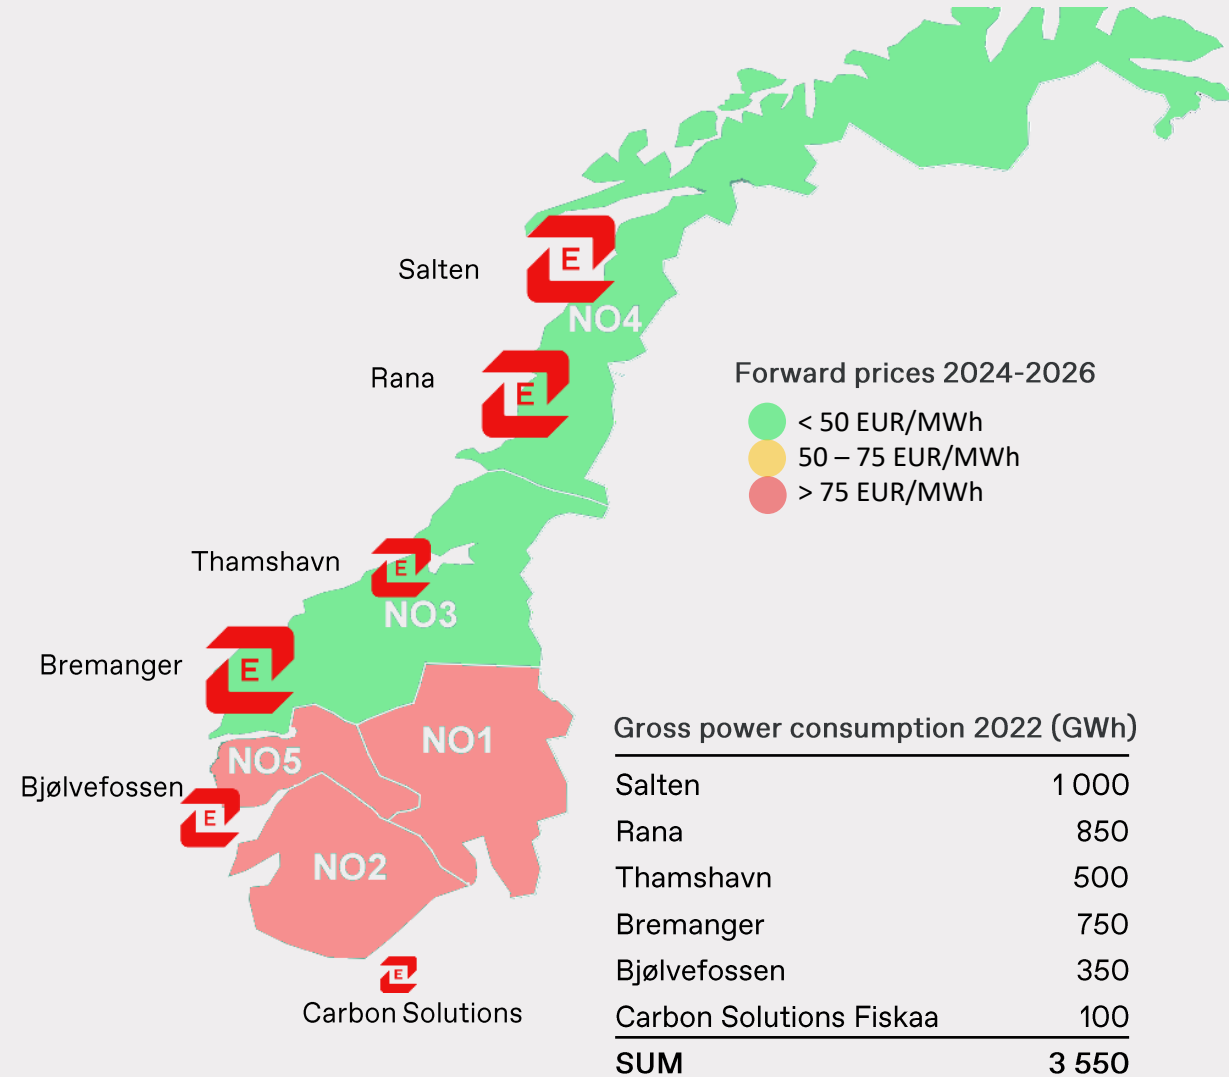 Salten
E
NO4
Rana
E
Forward prices 2024-2026
< 50 EUR/MWh
50 – 75 EUR/MWh
> 75 EUR/MWh
Thamshavn
E
NO3
Bremanger
E
NO1
NO5
Bjølvefossen
E
NO2
E
Carbon Solutions
Gross power consumption 2022 (GWh)
Salten 1 000
Rana 850
Thamshavn 500
Bremanger 750
Bjølvefossen 350
Carbon Solutions Fiskaa 100
SUM 3 550